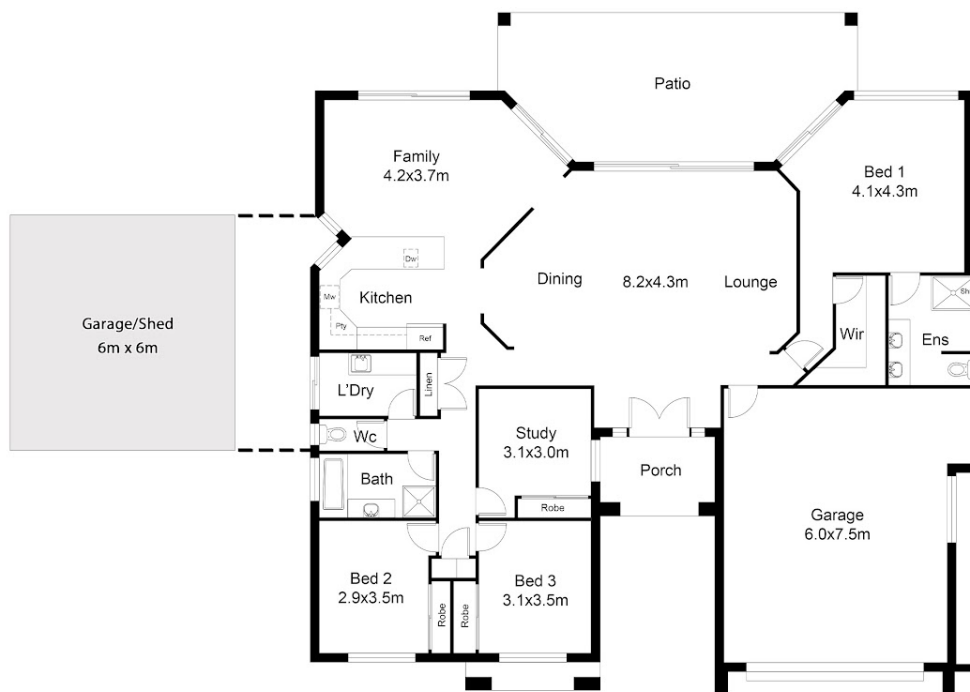 Patio
Family
4.2x3.7m
Bed 1
4.1x4.3m
Dw
Dining
8.2x4.3m
Lounge
Mw
Kitchen
Pty
Ref
Garage/Shed
6m x 6m
Wir
Ens
L'Dry
Linen
Wc
Study
3.1x3.0m
Porch
Bath
Robe
Garage
6.0x7.5m
Bed 2
2.9x3.5m
Robe
Robe
Bed 3
3.1x3.5m